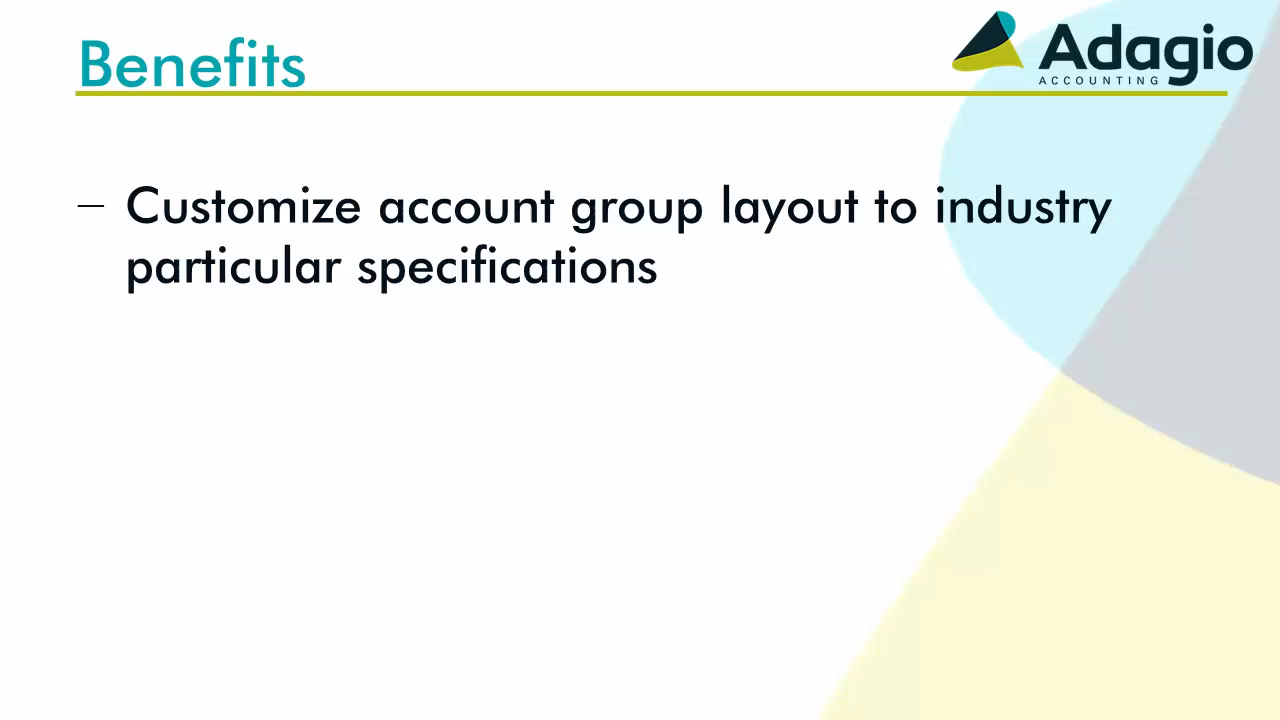 Benefits
Adagio
ACCOUNTING
– Customize account group layout to industry
particular specifications